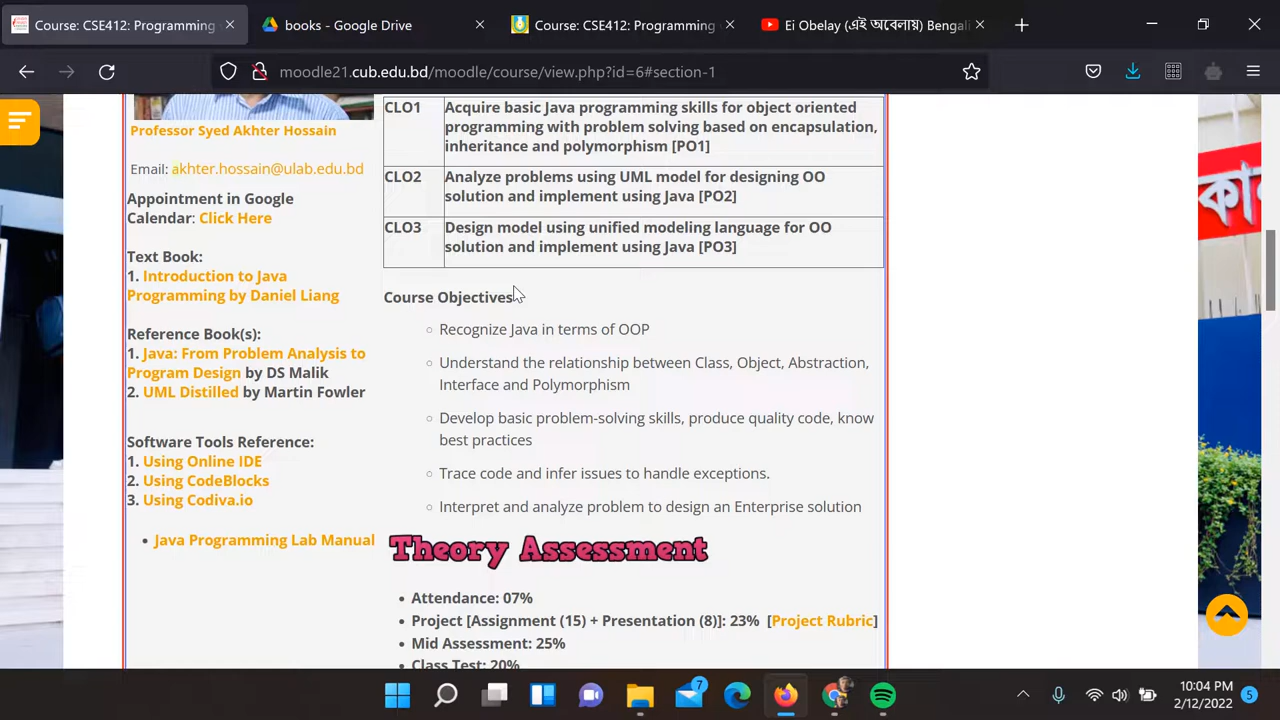 Course: CSE412: Programming
books - Google Drive
Course: CSE412: Programming
Ei Obelay (এই অবেলায়) Bengali
moodle21.cub.edu.bd/moodle/course/view.php?id=6#section-1
Professor Syed Akhter Hossain
Email: akhter.hossain@ulab.edu.bd
Appointment in Google
Calendar: Click Here
Text Book:
1. Introduction to Java
Programming by Daniel Liang
Reference Book(s):
1. Java: From Problem Analysis to
Program Design by DS Malik
2. UML Distilled by Martin Fowler
Software Tools Reference:
1. Using Online IDE
2. Using CodeBlocks
3. Using Codiva.io
Java Programming Lab Manual
CLO1 Acquire basic Java programming skills for object oriented
programming with problem solving based on encapsulation,
inheritance and polymorphism [PO1]
CLO2 Analyze problems using UML model for designing OO
solution and implement using Java [PO2]
CLO3 Design model using unified modeling language for OO
solution and implement using Java [PO3]
Course Objectives
Recognize Java in terms of OOP
Understand the relationship between Class, Object, Abstraction,
Interface and Polymorphism
Develop basic problem-solving skills, produce quality code, know
best practices
Trace code and infer issues to handle exceptions.
Interpret and analyze problem to design an Enterprise solution
Theory Assessment
Attendance: 07%
Project [Assignment (15) + Presentation (8)]: 23% [Project Rubric]
Mid Assessment: 25%
Class Test: 20%
7
10:04 PM
2/12/2022
5